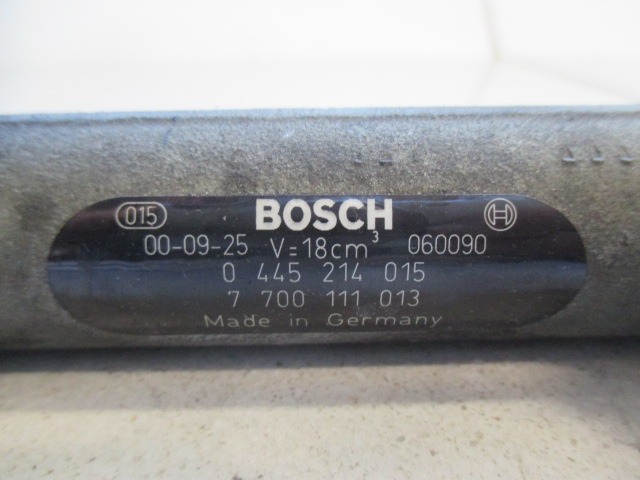 015 BOSCH
00-09-25 V=18cm³ 060090
0 445 214 015
7 700 111 013
Made in Germany